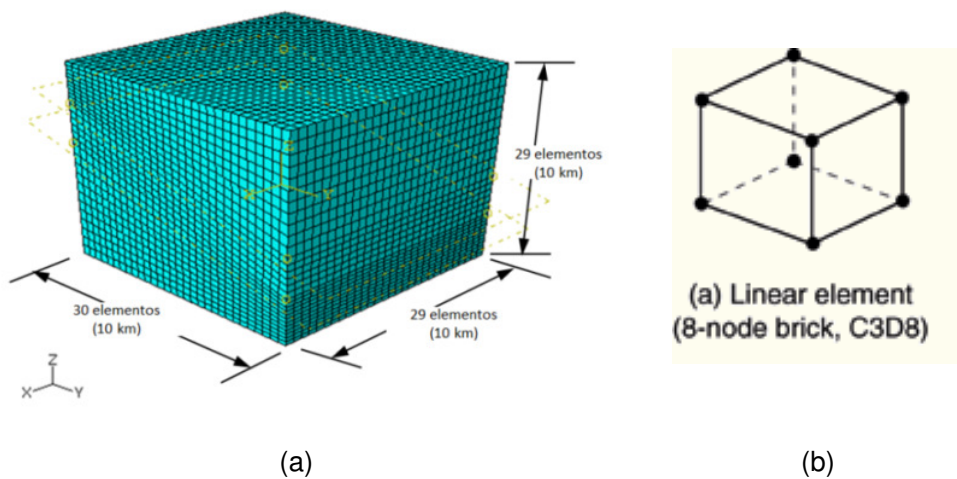 29 elementos
(10 km)
30 elementos
(10 km)
29 elementos
(10 km)
Z
X
Y
Z
X
Y
(a) Linear element
(8-node brick, C3D8)
(a)
(b)